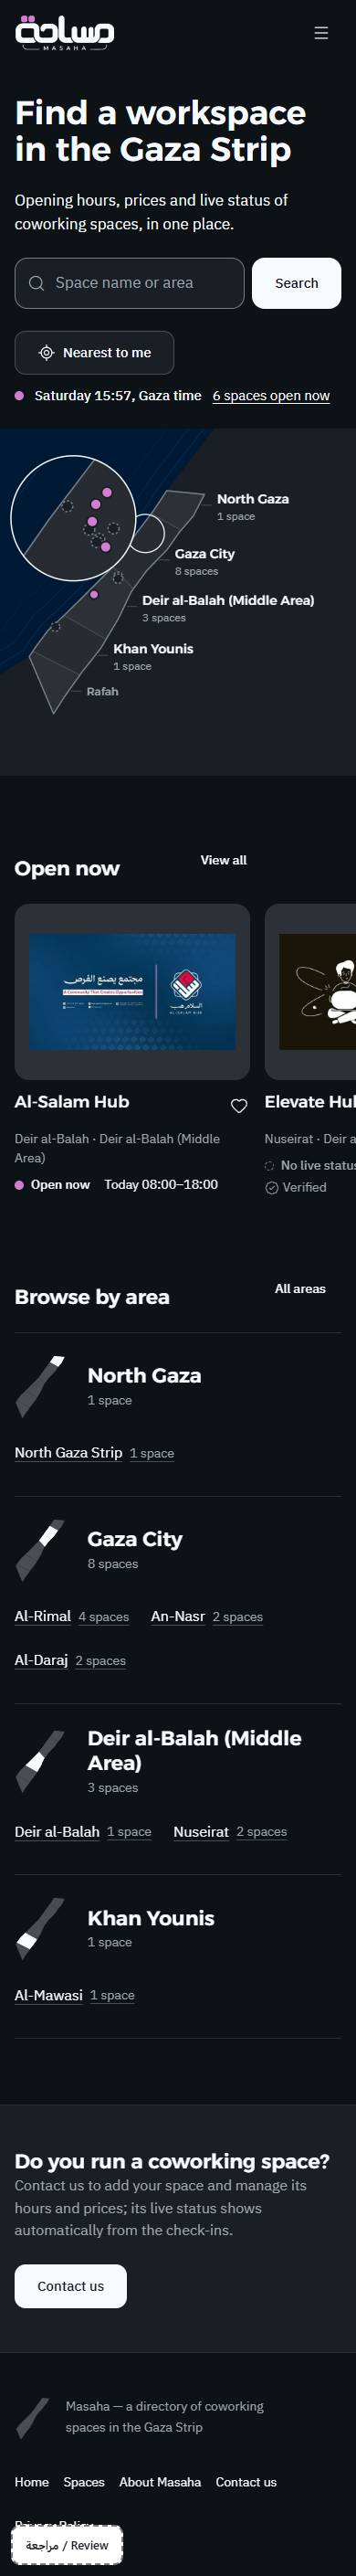 مساحة
MASAHA
Find a workspace
in the Gaza Strip
Opening hours, prices and live status of
coworking spaces, in one place.
Space name or area
Search
Nearest to me
Saturday 15:57, Gaza time 6 spaces open now
North Gaza
1 space
Gaza City
8 spaces
Deir al-Balah (Middle Area)
3 spaces
Khan Younis
1 space
Rafah
Open now
View all
مجتمع يصنع الفرص
A Community That Creates Opportunities
AL-SALAM HUB
Al-Salam Hub
Deir al-Balah · Deir al-Balah (Middle
Area)
Open now Today 08:00–18:00
Elevate Hul
Nuseirat · Deir a
No live status
Verified
Browse by area
All areas
North Gaza
1 space
North Gaza Strip 1 space
Gaza City
8 spaces
Al-Rimal 4 spaces An-Nasr 2 spaces
Al-Daraj 2 spaces
Deir al-Balah (Middle
Area)
3 spaces
Deir al-Balah 1 space Nuseirat 2 spaces
Khan Younis
1 space
Al-Mawasi 1 space
Do you run a coworking space?
Contact us to add your space and manage its
hours and prices; its live status shows
automatically from the check-ins.
Contact us
Masaha — a directory of coworking
spaces in the Gaza Strip
Home Spaces About Masaha Contact us
Privacy Policy
مراجعة / Review